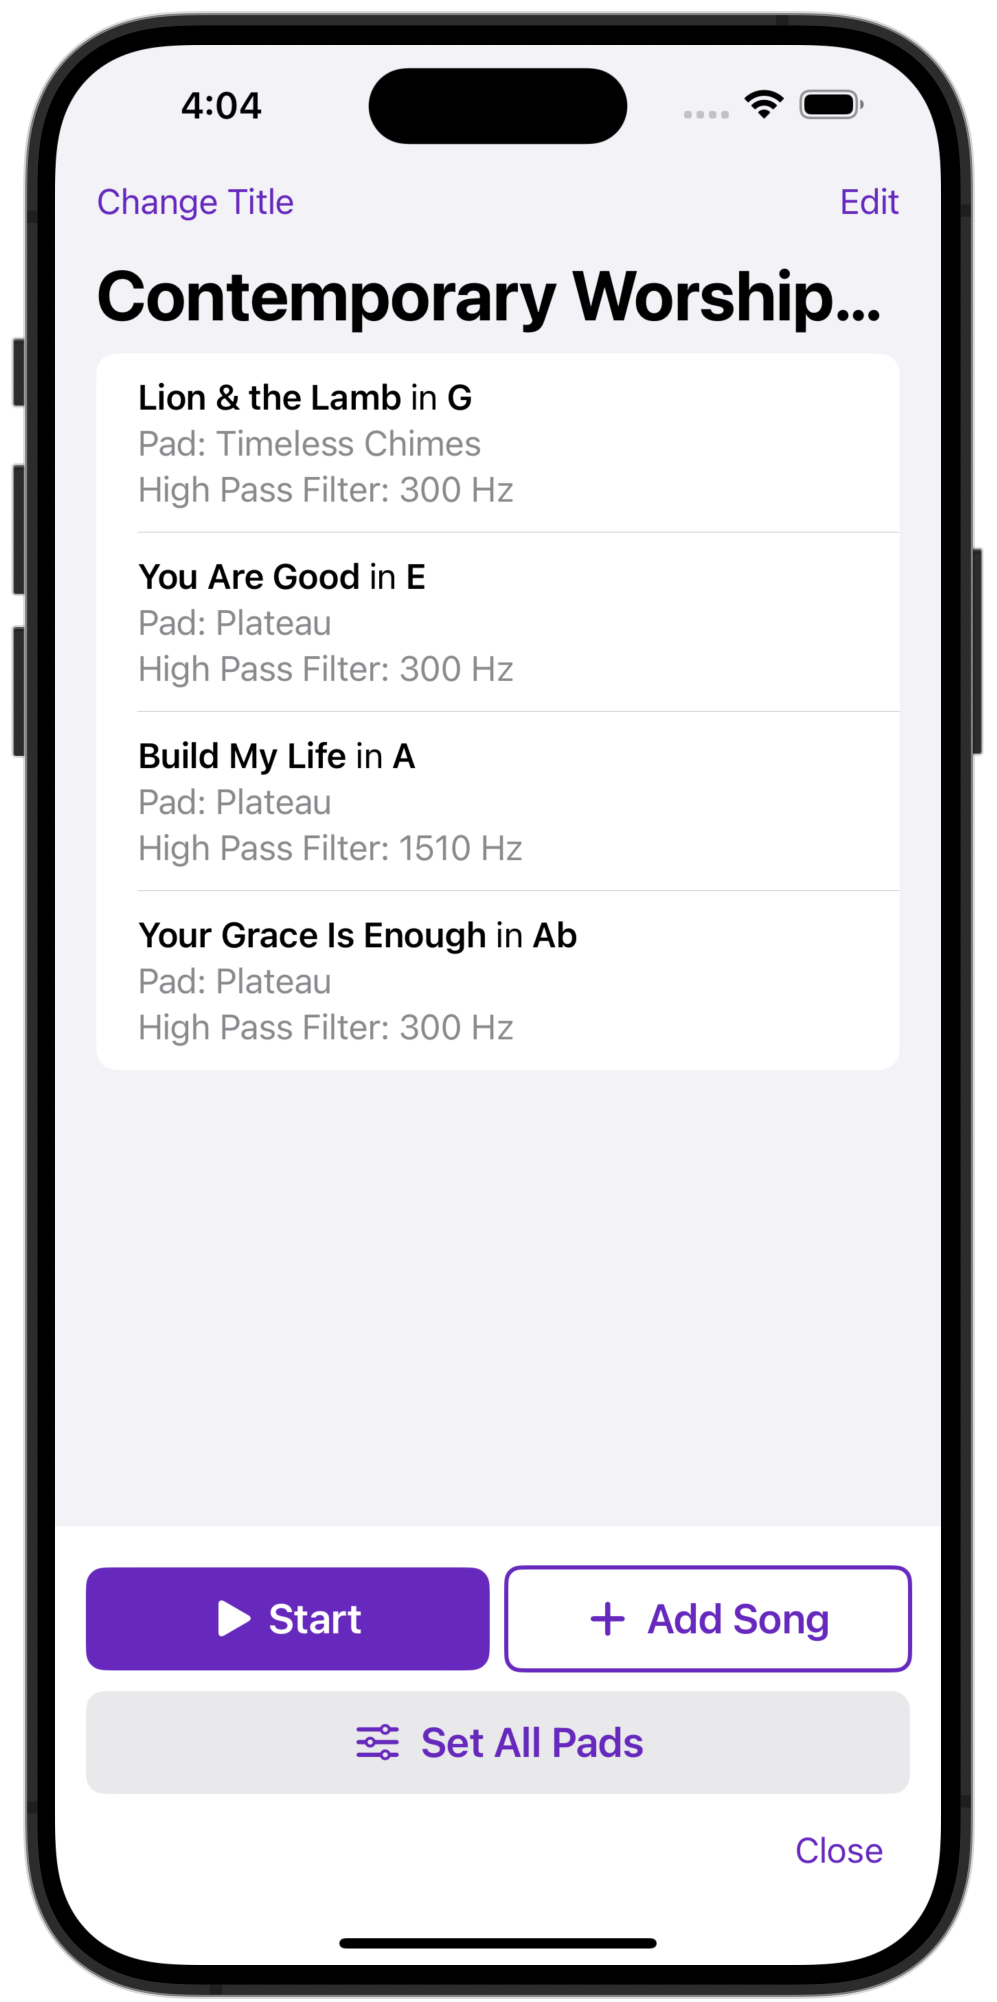 4:04
Change Title
Edit
Contemporary Worship...
Lion & the Lamb in G
Pad: Timeless Chimes
High Pass Filter: 300 Hz
You Are Good in E
Pad: Plateau
High Pass Filter: 300 Hz
Build My Life in A
Pad: Plateau
High Pass Filter: 1510 Hz
Your Grace Is Enough in Ab
Pad: Plateau
High Pass Filter: 300 Hz
Start
Add Song
Set All Pads
Close